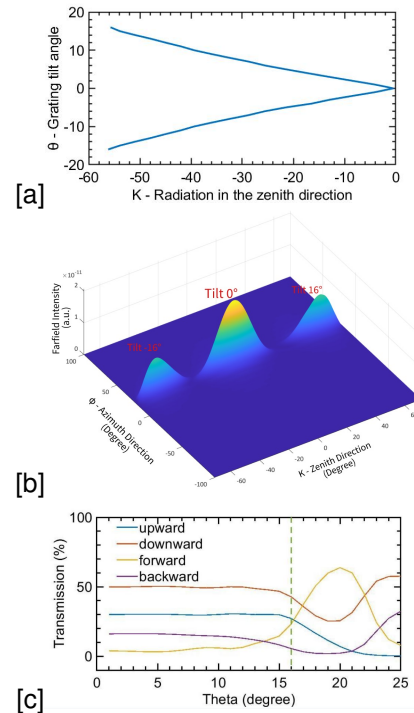 20
10
0
-10
-20
θ - Grating tilt angle
-60 -50 -40 -30 -20 -10 0
K - Radiation in the zenith direction
[a]
×10⁻¹¹
2
1
0
Farfield Intensity
(a.u.)
Tilt -16°
Tilt 0°
Tilt 16°
100
50
0
-50
-100
φ - Azimuth Direction
(Degree)
-60
-40
-20
0
20
40
60
K - Zenith Direction
(Degree)
[b]
100
50
0
Transmission (%)
upward
downward
forward
backward
0 5 10 15 20 25
Theta (degree)
[c]